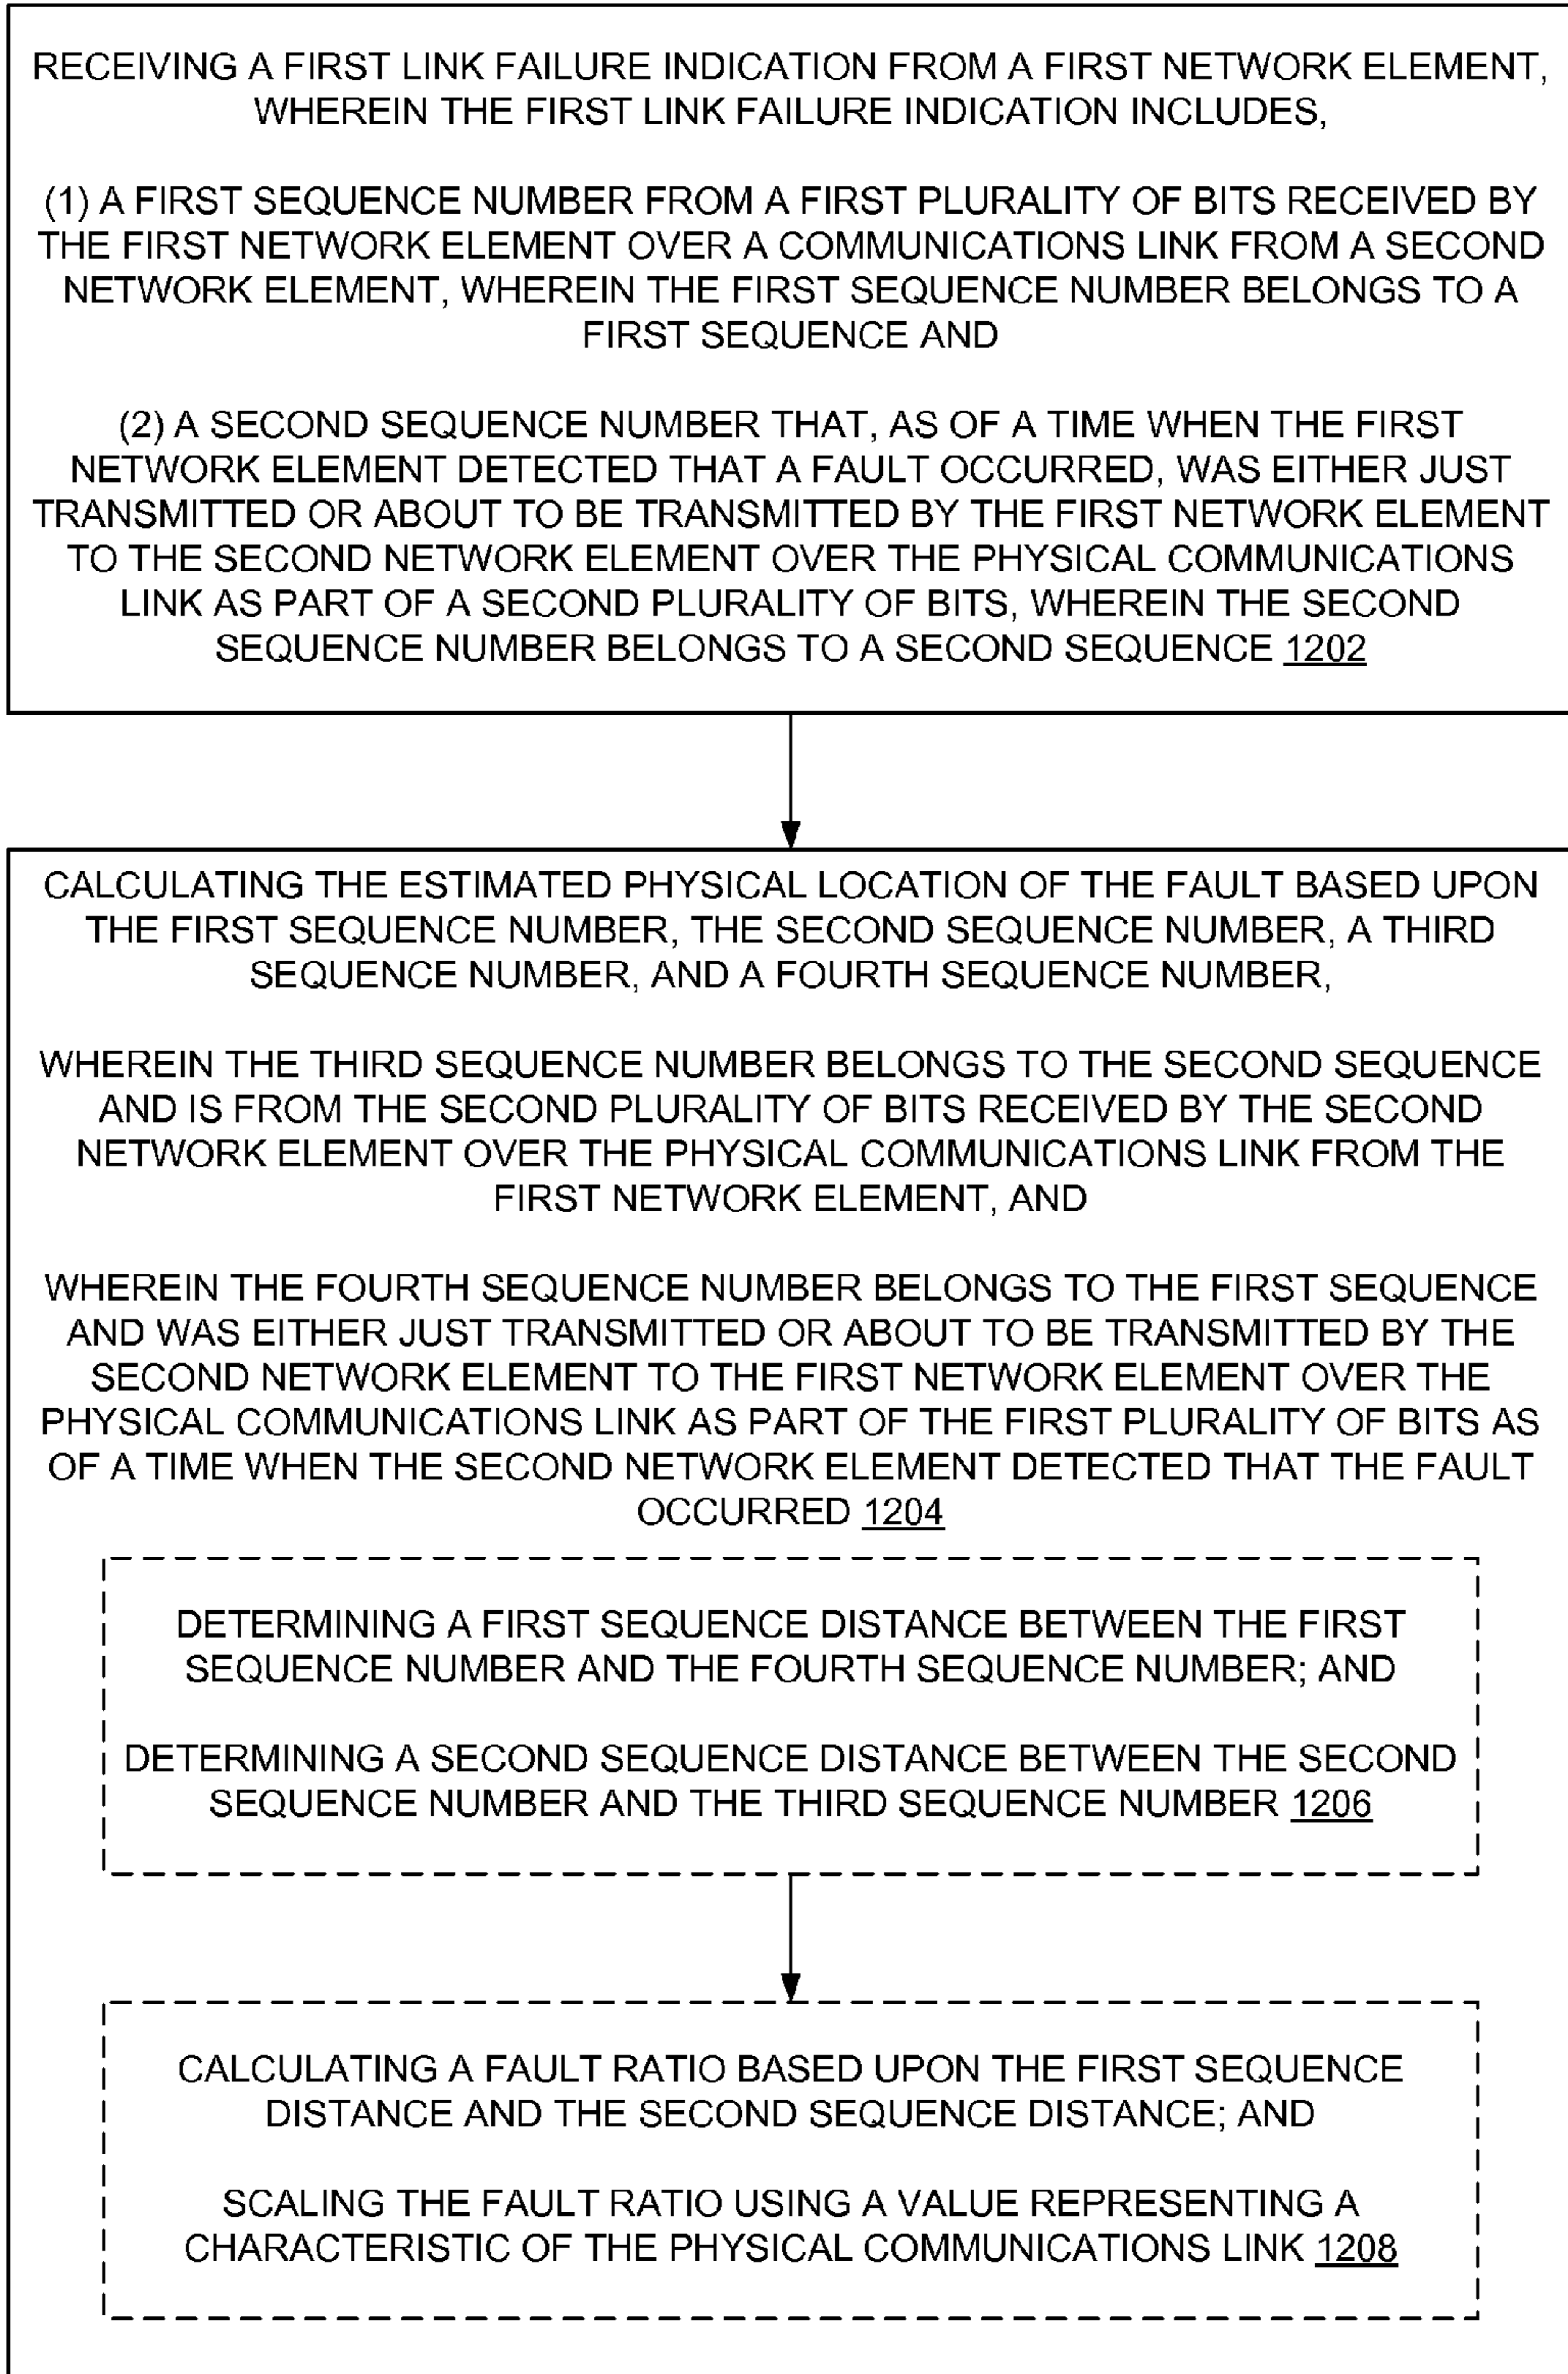 RECEIVING A FIRST LINK FAILURE INDICATION FROM A FIRST NETWORK ELEMENT,
WHEREIN THE FIRST LINK FAILURE INDICATION INCLUDES,
(1) A FIRST SEQUENCE NUMBER FROM A FIRST PLURALITY OF BITS RECEIVED BY
THE FIRST NETWORK ELEMENT OVER A COMMUNICATIONS LINK FROM A SECOND
NETWORK ELEMENT, WHEREIN THE FIRST SEQUENCE NUMBER BELONGS TO A
FIRST SEQUENCE AND
(2) A SECOND SEQUENCE NUMBER THAT, AS OF A TIME WHEN THE FIRST
NETWORK ELEMENT DETECTED THAT A FAULT OCCURRED, WAS EITHER JUST
TRANSMITTED OR ABOUT TO BE TRANSMITTED BY THE FIRST NETWORK ELEMENT
TO THE SECOND NETWORK ELEMENT OVER THE PHYSICAL COMMUNICATIONS
LINK AS PART OF A SECOND PLURALITY OF BITS, WHEREIN THE SECOND
SEQUENCE NUMBER BELONGS TO A SECOND SEQUENCE 1202
CALCULATING THE ESTIMATED PHYSICAL LOCATION OF THE FAULT BASED UPON
THE FIRST SEQUENCE NUMBER, THE SECOND SEQUENCE NUMBER, A THIRD
SEQUENCE NUMBER, AND A FOURTH SEQUENCE NUMBER,
WHEREIN THE THIRD SEQUENCE NUMBER BELONGS TO THE SECOND SEQUENCE
AND IS FROM THE SECOND PLURALITY OF BITS RECEIVED BY THE SECOND
NETWORK ELEMENT OVER THE PHYSICAL COMMUNICATIONS LINK FROM THE
FIRST NETWORK ELEMENT, AND
WHEREIN THE FOURTH SEQUENCE NUMBER BELONGS TO THE FIRST SEQUENCE
AND WAS EITHER JUST TRANSMITTED OR ABOUT TO BE TRANSMITTED BY THE
SECOND NETWORK ELEMENT TO THE FIRST NETWORK ELEMENT OVER THE
PHYSICAL COMMUNICATIONS LINK AS PART OF THE FIRST PLURALITY OF BITS AS
OF A TIME WHEN THE SECOND NETWORK ELEMENT DETECTED THAT THE FAULT
OCCURRED 1204
DETERMINING A FIRST SEQUENCE DISTANCE BETWEEN THE FIRST
SEQUENCE NUMBER AND THE FOURTH SEQUENCE NUMBER; AND
DETERMINING A SECOND SEQUENCE DISTANCE BETWEEN THE SECOND
SEQUENCE NUMBER AND THE THIRD SEQUENCE NUMBER 1206
CALCULATING A FAULT RATIO BASED UPON THE FIRST SEQUENCE
DISTANCE AND THE SECOND SEQUENCE DISTANCE; AND
SCALING THE FAULT RATIO USING A VALUE REPRESENTING A
CHARACTERISTIC OF THE PHYSICAL COMMUNICATIONS LINK 1208